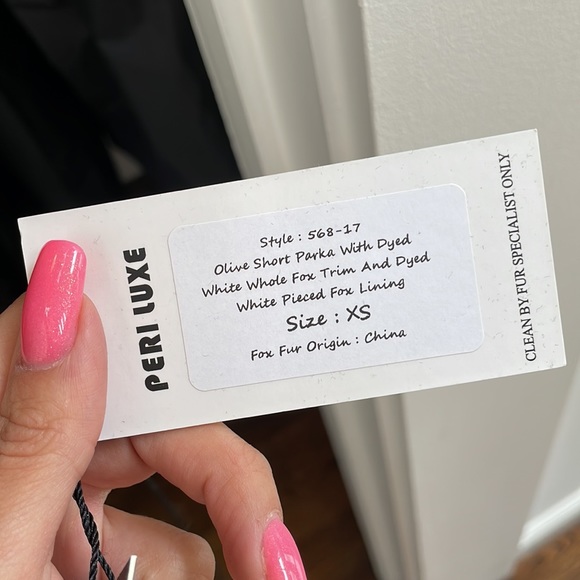 PERI LUXE
Style : 568-17
Olive Short Parka With Dyed
White Whole Fox Trim And Dyed
White Pieced Fox Lining
Size : XS
Fox Fur Origin : China
CLEAN BY FUR SPECIALIST ONLY